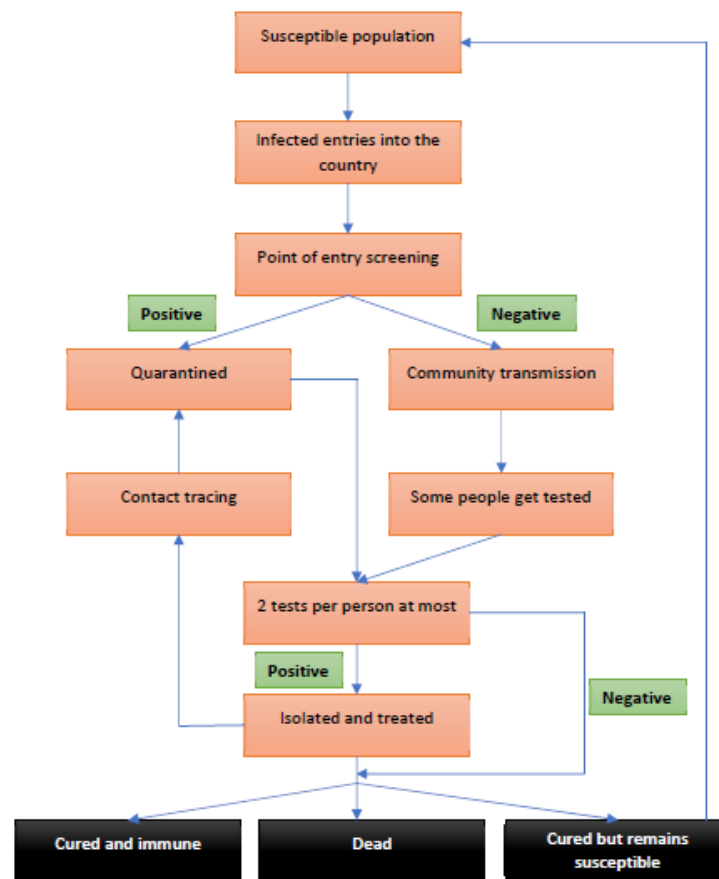 Susceptible population
Infected entries into the
country
Point of entry screening
Positive
Negative
Quarantined
Community transmission
Contact tracing
Some people get tested
2 tests per person at most
Positive
Negative
Isolated and treated
Cured and immune
Dead
Cured but remains
susceptible